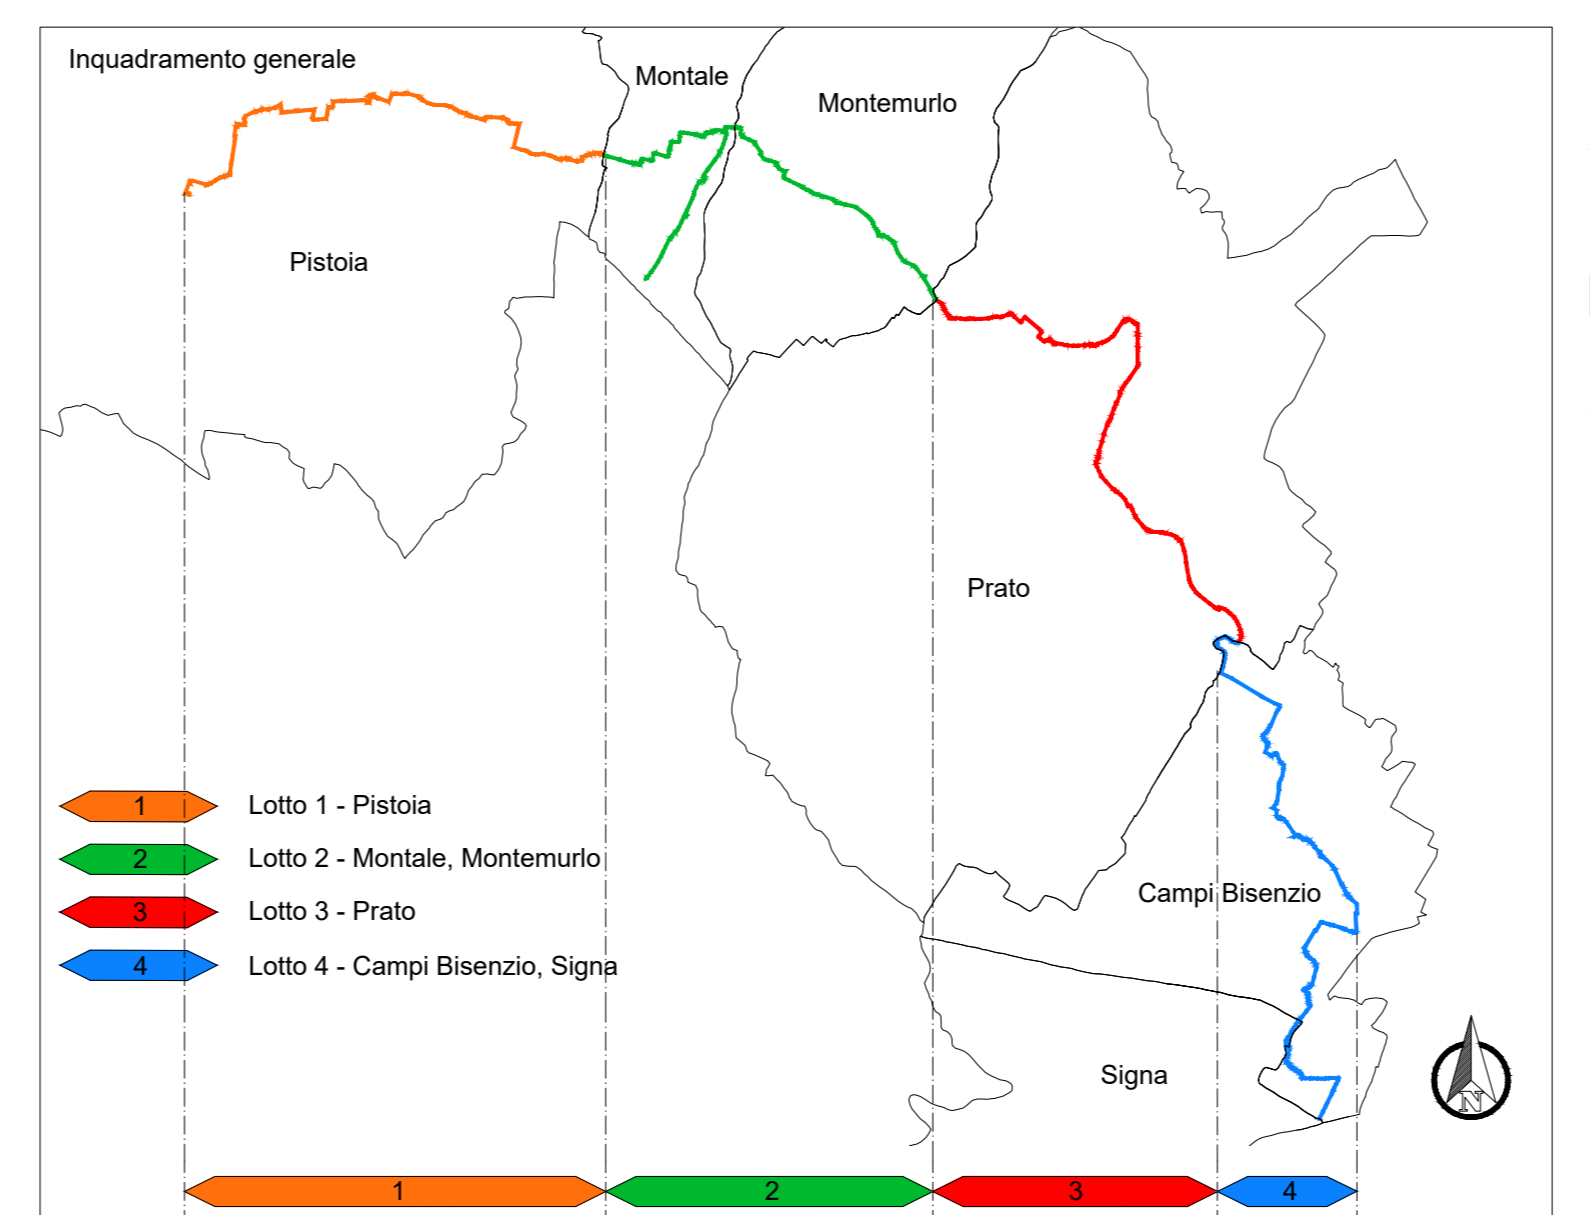 Inquadramento generale
Montale
Montemurlo
Pistoia
Prato
1 Lotto 1 - Pistoia
2 Lotto 2 - Montale, Montemurlo
3 Lotto 3 - Prato
4 Lotto 4 - Campi Bisenzio, Signa
Campi Bisenzio
Signa
N
1 2 3 4